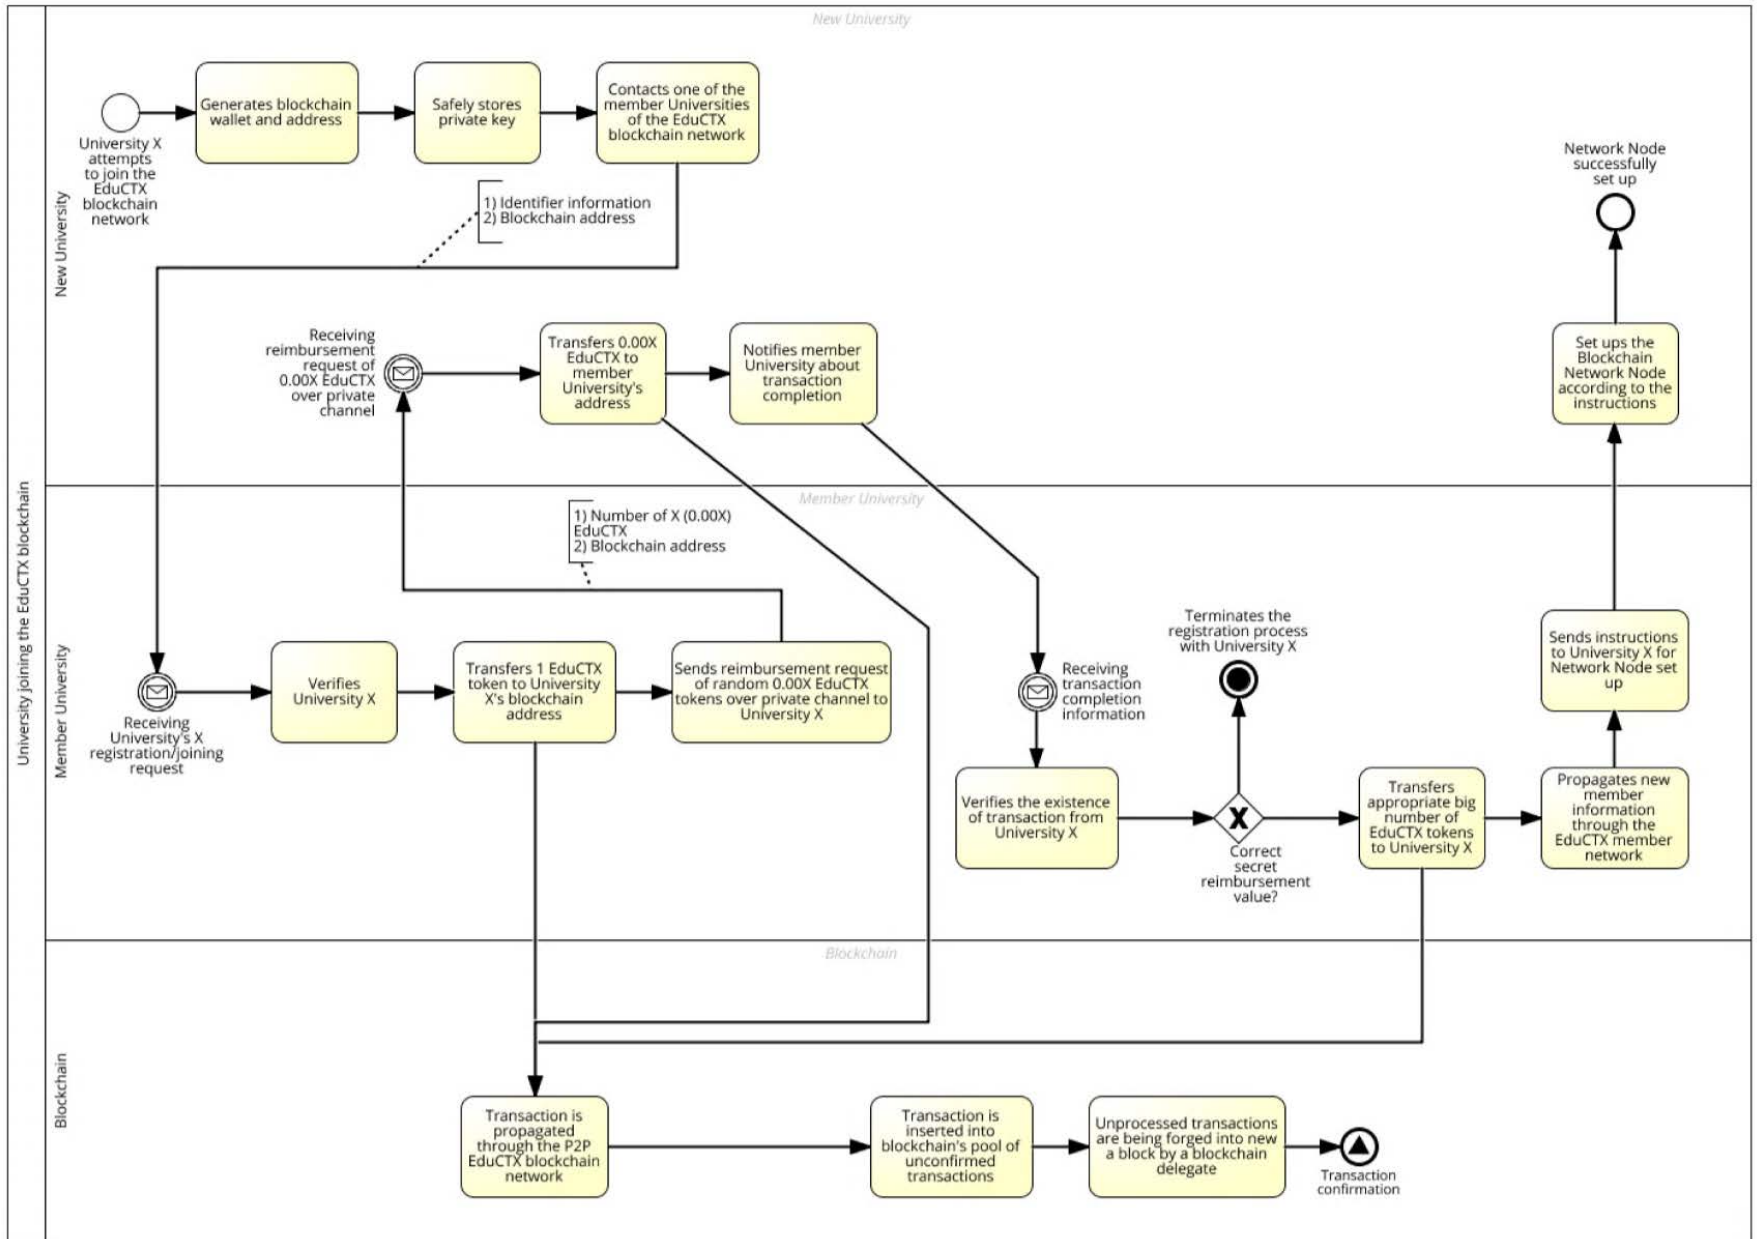 University joining the EduCTX blockchain
New University
New University
University X
attempts
to join the
EduCTX
blockchain
network
Generates blockchain
wallet and address
Safely stores
private key
Contacts one of the
member Universities
of the EduCTX
blockchain network
1) Identifier information
2) Blockchain address
Receiving
reimbursement
request of
0.00X EduCTX
over private
channel
Transfers 0.00X
EduCTX to
member
University's
address
Notifies member
University about
transaction
completion
Network Node
successfully
set up
Set ups the
Blockchain
Network Node
according to the
instructions
Member University
Member University
1) Number of X (0.00X)
EduCTX
2) Blockchain address
Receiving
University's X
registration/joining
request
Verifies
University X
Transfers 1 EduCTX
token to University
X's blockchain
address
Sends reimbursement request
of random 0.00X EduCTX
tokens over private channel to
University X
Receiving
transaction
completion
information
Verifies the existence
of transaction from
University X
Terminates the
registration process
with University X
X
Correct
secret
reimbursement
value?
Transfers
appropriate big
number of
EduCTX tokens
to University X
Propagates new
member
information
through the
EduCTX member
network
Sends instructions
to University X for
Network Node set
up
Blockchain
Blockchain
Transaction is
propagated
through the P2P
EduCTX blockchain
network
Transaction is
inserted into
blockchain's pool of
unconfirmed
transactions
Unprocessed transactions
are being forged into new
a block by a blockchain
delegate
Transaction
confirmation